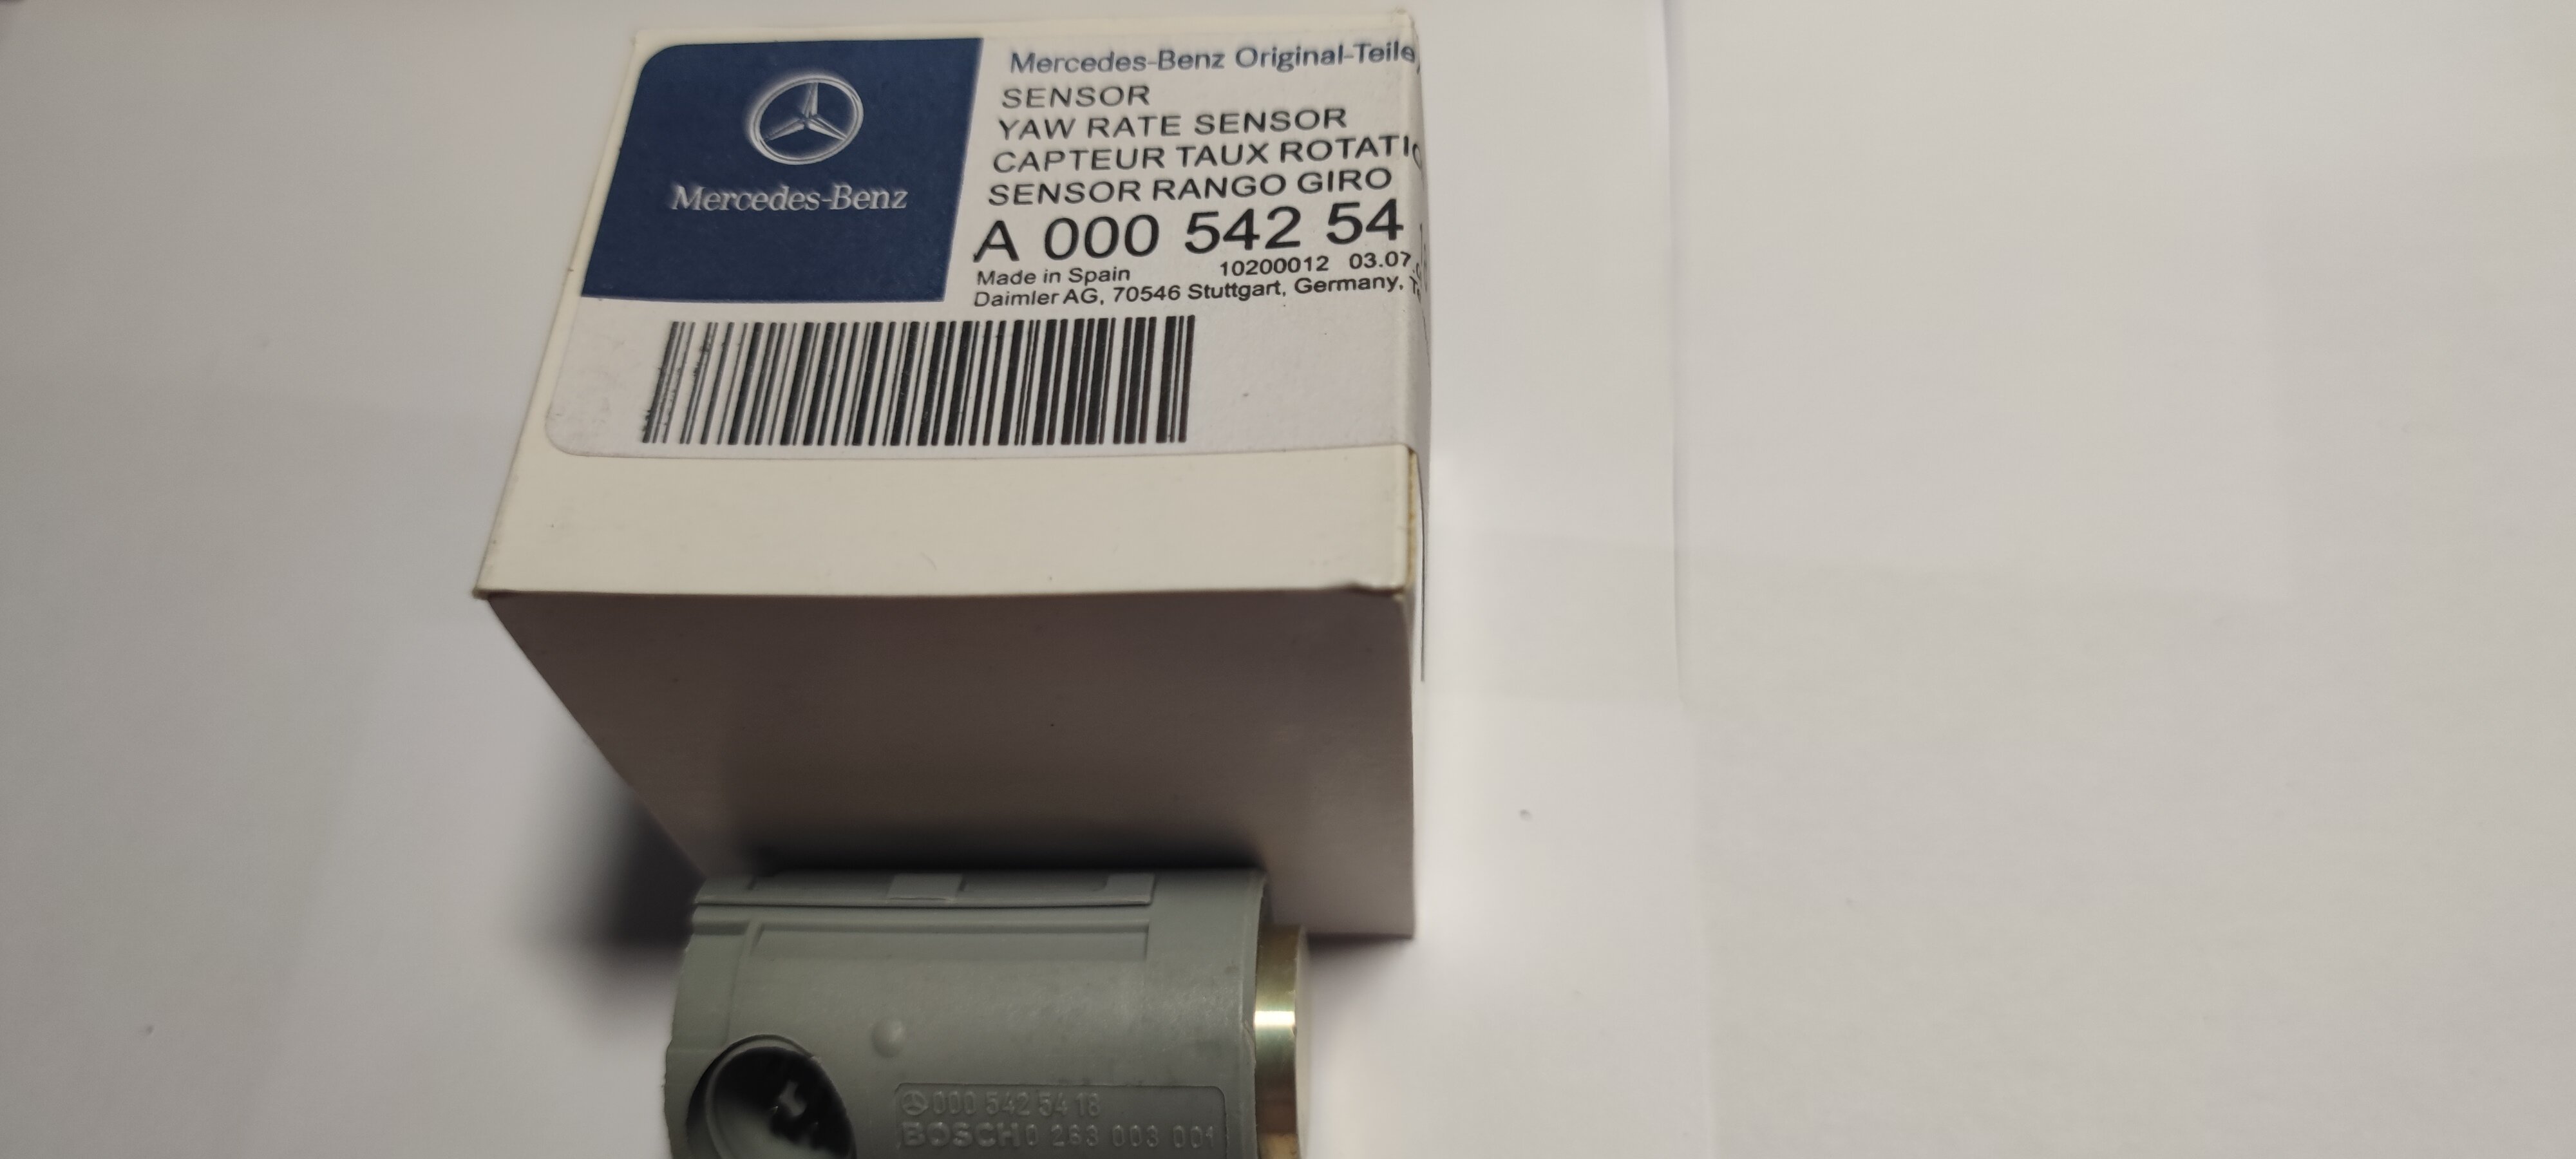 Mercedes-Benz
Mercedes-Benz Original-Teile
SENSOR
YAW RATE SENSOR
CAPTEUR TAUX ROTATIO
SENSOR RANGO GIRO
A 000 542 54
Made in Spain 10200012 03.07.
Daimler AG, 70546 Stuttgart, Germany,
000 542 54 18
BOSCH 0 263 003 001